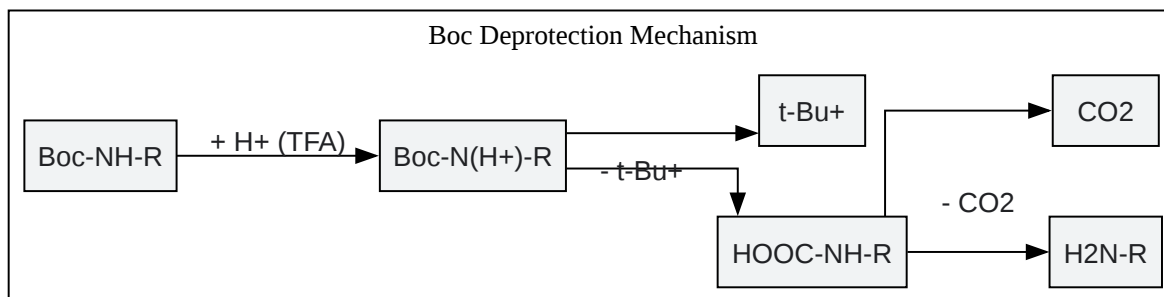 Boc Deprotection Mechanism
t-Bu+
CO2
Boc-NH-R
+ H+ (TFA)
Boc-N(H+)-R
- t-Bu+
- CO2
HOOC-NH-R
H2N-R